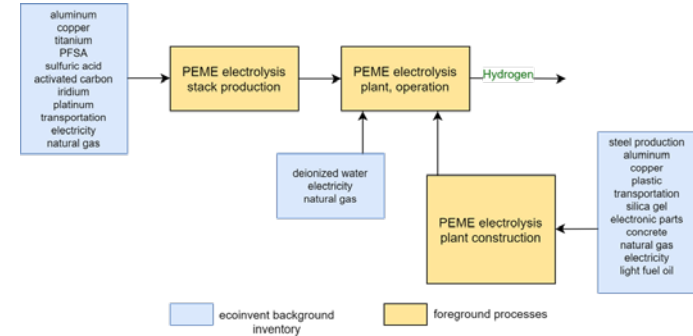 aluminum
copper
titanium
PFSA
sulfuric acid
activated carbon
iridium
platinum
transportation
electricity
natural gas
PEME electrolysis
stack production
PEME electrolysis
plant, operation
Hydrogen
deionized water
electricity
natural gas
PEME electrolysis
plant construction
steel production
aluminum
copper
plastic
transportation
silica gel
electronic parts
concrete
natural gas
electricity
light fuel oil
ecoinvent background
inventory
foreground processes